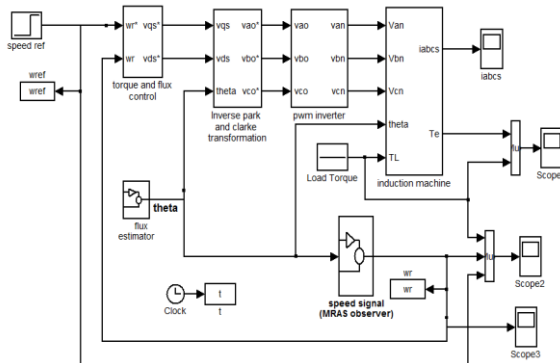 speed ref
wref
wref
wr*
wr
vqs*
vds*
torque and flux
control
vqs
vds
theta
vao*
vbo*
vco*
Inverse park
and clarke
transformation
vao
vbo
vco
van
vbn
vcn
pwm inverter
Van
Vbn
Vcn
theta
TL
iabcs
Te
induction machine
iabcs
Load Torque
Scope
flux
estimator
theta
Clock
t
t
speed signal
(MRAS observer)
wr
wr
Scope2
Scope3